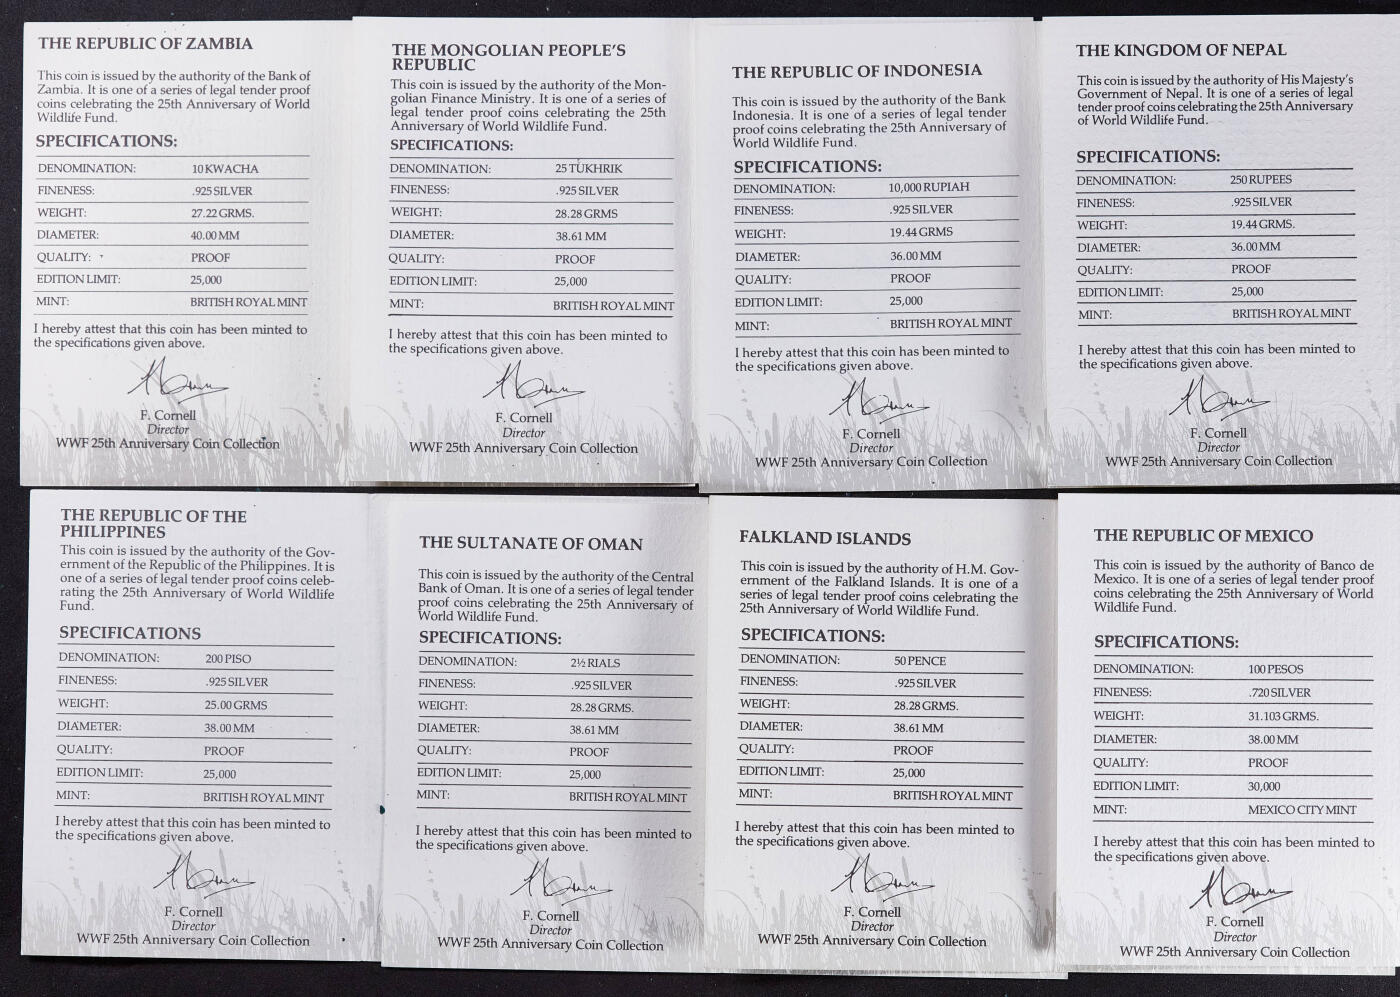 THE REPUBLIC OF ZAMBIA
This coin is issued by the authority of the Bank of
Zambia. It is one of a series of legal tender proof
coins celebrating the 25th Anniversary of World
Wildlife Fund.
SPECIFICATIONS:
DENOMINATION: 10 KWACHA
FINENESS: .925 SILVER
WEIGHT: 27.22 GRMS.
DIAMETER: 40.00 MM
QUALITY: PROOF
EDITION LIMIT: 25,000
MINT: BRITISH ROYAL MINT
I hereby attest that this coin has been minted to
the specifications given above.
F. Cornell
Director
WWF 25th Anniversary Coin Collection
THE MONGOLIAN PEOPLE'S
REPUBLIC
This coin is issued by the authority of the Mon-
golian Finance Ministry. It is one of a series of
legal tender proof coins celebrating the 25th
Anniversary of World Wildlife Fund.
SPECIFICATIONS:
DENOMINATION: 25 TUKHRIK
FINENESS: .925 SILVER
WEIGHT: 28.28 GRMS
DIAMETER: 38.61 MM
QUALITY: PROOF
EDITION LIMIT: 25,000
MINT: BRITISH ROYAL MINT
I hereby attest that this coin has been minted to
the specifications given above.
F. Cornell
Director
WWF 25th Anniversary Coin Collection
THE REPUBLIC OF INDONESIA
This coin is issued by the authority of the Bank
Indonesia. It is one of a series of legal tender
proof coins celebrating the 25th Anniversary of
World Wildlife Fund.
SPECIFICATIONS:
DENOMINATION: 10,000 RUPIAH
FINENESS: .925 SILVER
WEIGHT: 19.44 GRMS
DIAMETER: 36.00 MM
QUALITY: PROOF
EDITION LIMIT: 25,000
MINT: BRITISH ROYAL MINT
I hereby attest that this coin has been minted to
the specifications given above.
F. Cornell
Director
WWF 25th Anniversary Coin Collection
THE KINGDOM OF NEPAL
This coin is issued by the authority of His Majesty's
Government of Nepal. It is one of a series of legal
tender proof coins celebrating the 25th Anniversary
of World Wildlife Fund.
SPECIFICATIONS:
DENOMINATION: 250 RUPEES
FINENESS: .925 SILVER
WEIGHT: 19.44 GRMS.
DIAMETER: 36.00 MM
QUALITY: PROOF
EDITION LIMIT: 25,000
MINT: BRITISH ROYAL MINT
I hereby attest that this coin has been minted to
the specifications given above.
F. Cornell
Director
WWF 25th Anniversary Coin Collection
THE REPUBLIC OF THE
PHILIPPINES
This coin is issued by the authority of the Gov-
ernment of the Republic of the Philippines. It is
one of a series of legal tender proof coins celeb-
rating the 25th Anniversary of World Wildlife
Fund.
SPECIFICATIONS
DENOMINATION: 200 PISO
FINENESS: .925 SILVER
WEIGHT: 25.00 GRMS
DIAMETER: 38.00 MM
QUALITY: PROOF
EDITION LIMIT: 25,000
MINT: BRITISH ROYAL MINT
I hereby attest that this coin has been minted to
the specifications given above.
F. Cornell
Director
WWF 25th Anniversary Coin Collection
THE SULTANATE OF OMAN
This coin is issued by the authority of the Central
Bank of Oman. It is one of a series of legal tender
proof coins celebrating the 25th Anniversary of
World Wildlife Fund.
SPECIFICATIONS:
DENOMINATION: 2½ RIALS
FINENESS: .925 SILVER
WEIGHT: 28.28 GRMS.
DIAMETER: 38.61 MM
QUALITY: PROOF
EDITION LIMIT: 25,000
MINT: BRITISH ROYAL MINT
I hereby attest that this coin has been minted to
the specifications given above.
F. Cornell
Director
WWF 25th Anniversary Coin Collection
FALKLAND ISLANDS
This coin is issued by the authority of H.M. Gov-
ernment of the Falkland Islands. It is one of a
series of legal tender proof coins celebrating the
25th Anniversary of World Wildlife Fund.
SPECIFICATIONS:
DENOMINATION: 50 PENCE
FINENESS: .925 SILVER
WEIGHT: 28.28 GRMS.
DIAMETER: 38.61 MM
QUALITY: PROOF
EDITION LIMIT: 25,000
MINT: BRITISH ROYAL MINT
I hereby attest that this coin has been minted to
the specifications given above.
F. Cornell
Director
WWF 25th Anniversary Coin Collection
THE REPUBLIC OF MEXICO
This coin is issued by the authority of Banco de
Mexico. It is one of a series of legal tender proof
coins celebrating the 25th Anniversary of World
Wildlife Fund.
SPECIFICATIONS:
DENOMINATION: 100 PESOS
FINENESS: .720 SILVER
WEIGHT: 31.103 GRMS.
DIAMETER: 38.00 MM
QUALITY: PROOF
EDITION LIMIT: 30,000
MINT: MEXICO CITY MINT
I hereby attest that this coin has been minted to
the specifications given above.
F. Cornell
Director
WWF 25th Anniversary Coin Collection